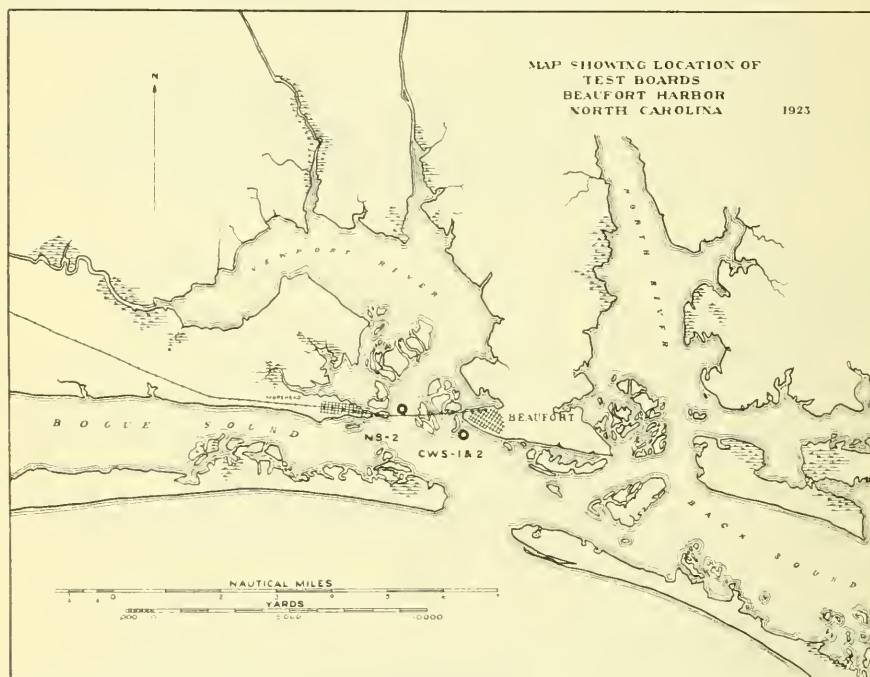 MAP SHOWING LOCATION OF
TEST BOARDS
BEAUFORT HARBOR
NORTH CAROLINA 1923
N
NEWPORT RIVER
NORTH RIVER
MOREHEAD
BEAUFORT
BOGUE SOUND
NS-2
CWS-1&2
BACK SOUND
NAUTICAL MILES
YARDS